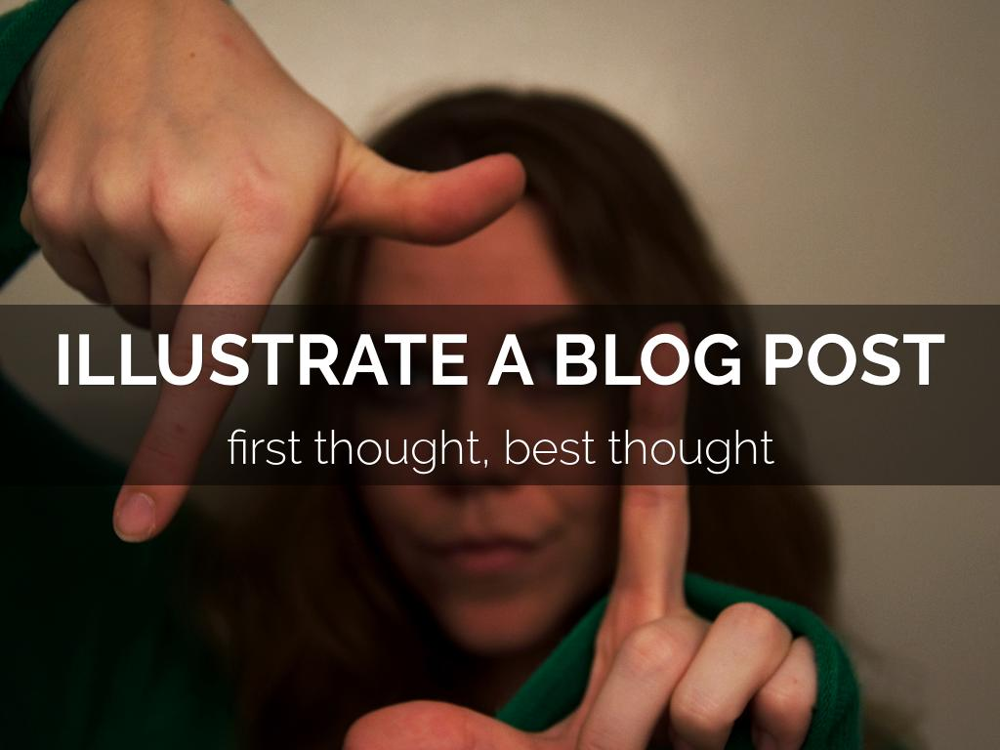 ILLUSTRATE A BLOG POST
first thought, best thought